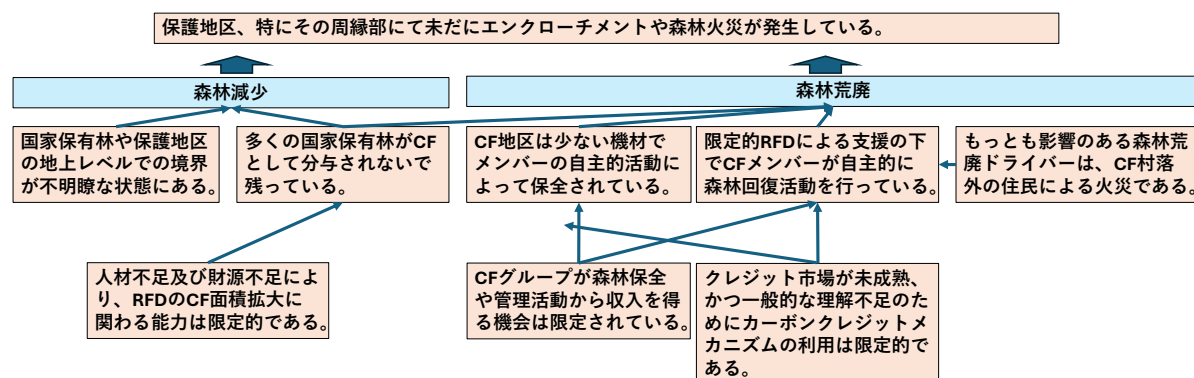 保護地区、特にその周縁部にて未だにエンクローチメントや森林火災が発生している。
森林減少
森林荒廃
国家保有林や保護地区
の地上レベルでの境界
が不明瞭な状態にある。
多くの国家保有林がCF
として分与されないで
残っている。
CF地区は少ない機材で
メンバーの自主的活動に
よって保全されている。
限定的RFDによる支援の下
でCFメンバーが自主的に
森林回復活動を行っている。
もっとも影響のある森林荒
廃ドライバーは、CF村落
外の住民による火災である。
人材不足及び財源不足によ
り、RFDのCF面積拡大に
関わる能力は限定的である。
CFグループが森林保全
や管理活動から収入を得
る機会は限定されている。
クレジット市場が未成熟、
かつ一般的な理解不足のた
めにカーボンクレジットメ
カニズムの利用は限定的で
ある。